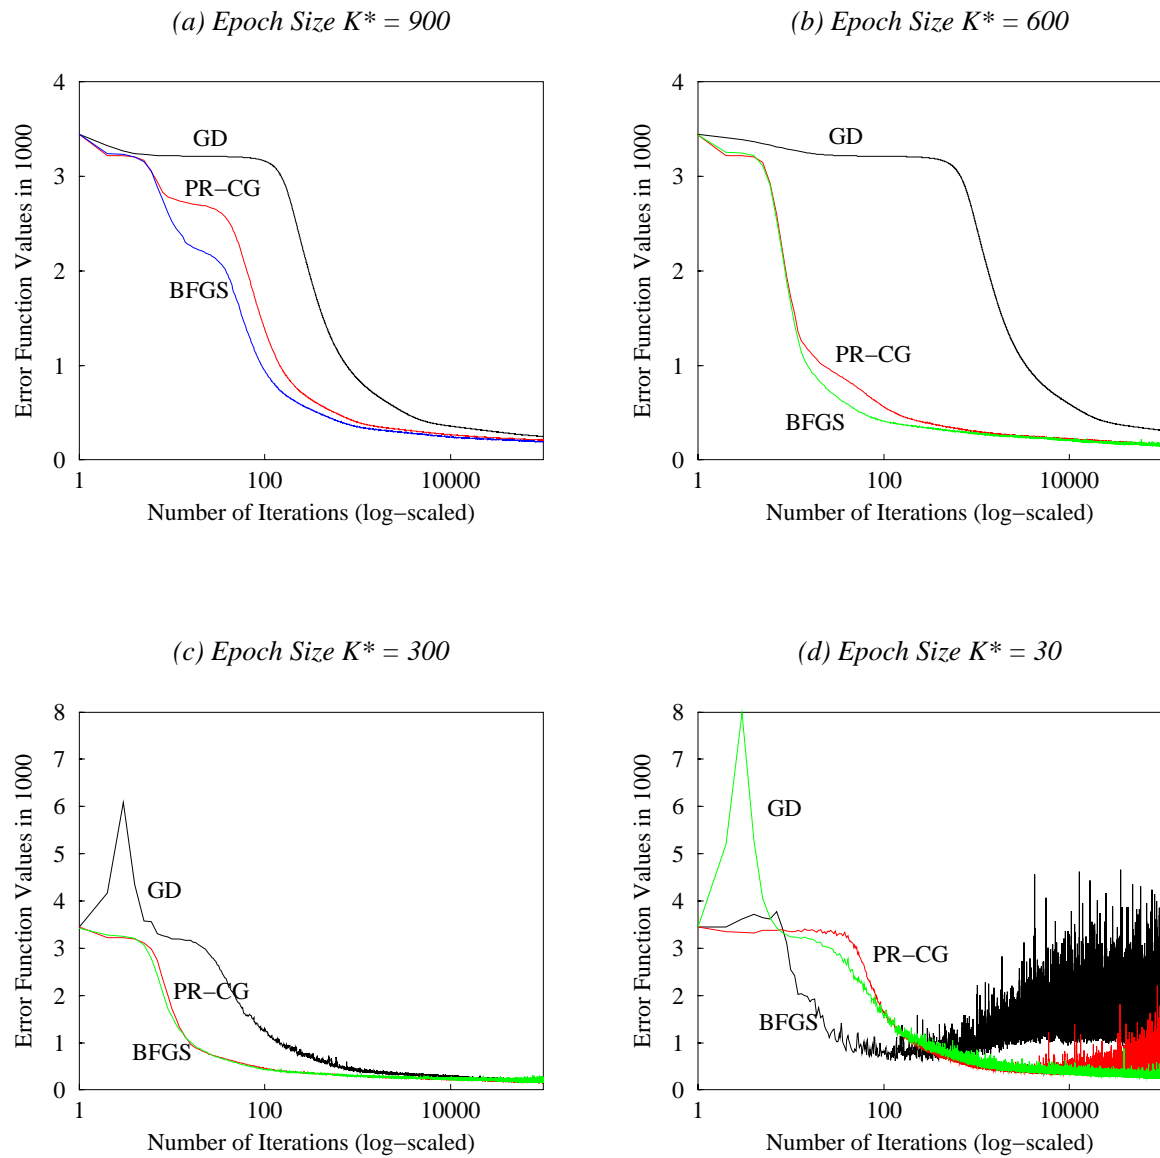 (a) Epoch Size K* = 900
Error Function Values in 1000
4
3
2
1
0
GD
PR−CG
BFGS
1
100
10000
Number of Iterations (log−scaled)
(b) Epoch Size K* = 600
Error Function Values in 1000
4
3
2
1
0
GD
PR−CG
BFGS
1
100
10000
Number of Iterations (log−scaled)
(c) Epoch Size K* = 300
Error Function Values in 1000
8
7
6
5
4
3
2
1
0
GD
PR−CG
BFGS
1
100
10000
Number of Iterations (log−scaled)
(d) Epoch Size K* = 30
Error Function Values in 1000
8
7
6
5
4
3
2
1
0
GD
PR−CG
BFGS
1
100
10000
Number of Iterations (log−scaled)